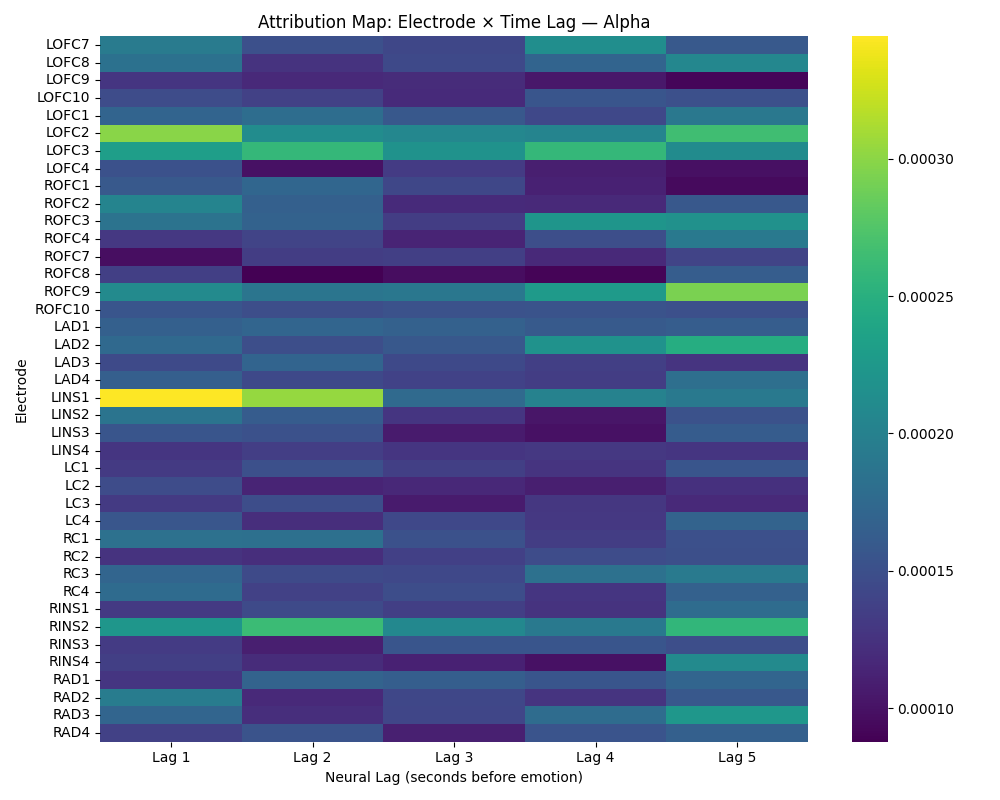 Attribution Map: Electrode × Time Lag — Alpha
LOFC7
LOFC8
LOFC9
LOFC10
LOFC1
LOFC2
LOFC3
LOFC4
ROFC1
ROFC2
ROFC3
ROFC4
ROFC7
ROFC8
ROFC9
ROFC10
LAD1
LAD2
LAD3
LAD4
LINS1
LINS2
LINS3
LINS4
LC1
LC2
LC3
LC4
RC1
RC2
RC3
RC4
RINS1
RINS2
RINS3
RINS4
RAD1
RAD2
RAD3
RAD4
Electrode
Lag 1 Lag 2 Lag 3 Lag 4 Lag 5
Neural Lag (seconds before emotion)
0.00030
0.00025
0.00020
0.00015
0.00010